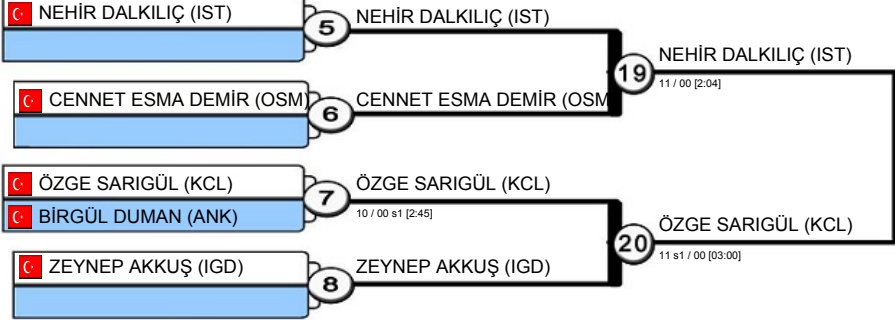 NEHİR DALKILIÇ (IST)
5
NEHİR DALKILIÇ (IST)
19
NEHİR DALKILIÇ (IST)
11 / 00 [2:04]
CENNET ESMA DEMİR (OSM)
6
CENNET ESMA DEMİR (OSM
ÖZGE SARIGÜL (KCL)
BİRGÜL DUMAN (ANK)
7
ÖZGE SARIGÜL (KCL)
10 / 00 s1 [2:45]
20
ÖZGE SARIGÜL (KCL)
11 s1 / 00 [03:00]
ZEYNEP AKKUŞ (IGD)
8
ZEYNEP AKKUŞ (IGD)